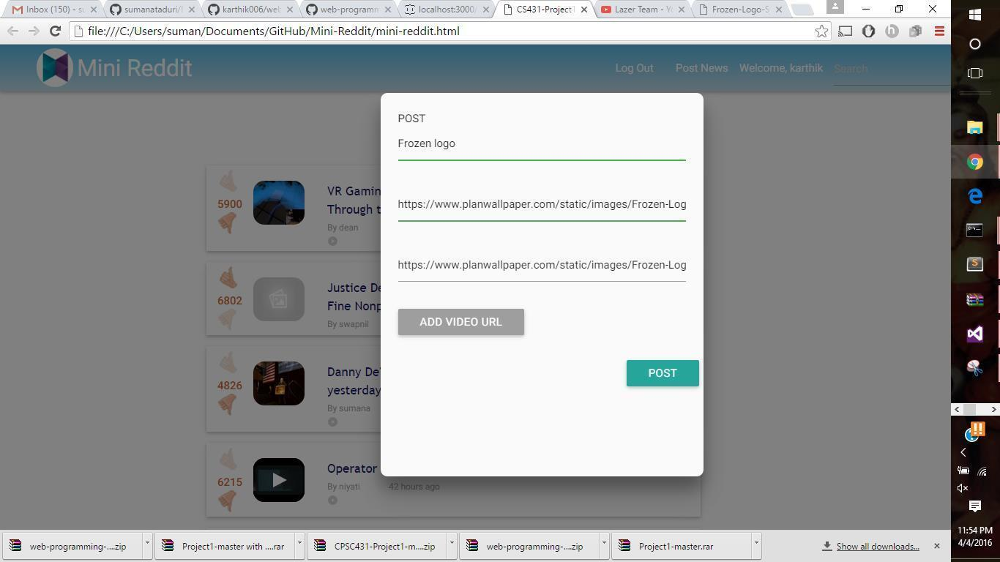 Inbox (150) - su
sumanataduri/I
karthik006/web
web-programm
localhost:3000/
CS431-Project1
Lazer Team - Yo
Frozen-Logo-S
file:///C:/Users/suman/Documents/GitHub/Mini-Reddit/mini-reddit.html
Mini Reddit
Log Out
Post News
Welcome, karthik
Search
POST
Frozen logo
https://www.planwallpaper.com/static/images/Frozen-Log
https://www.planwallpaper.com/static/images/Frozen-Log
ADD VIDEO URL
POST
5900
VR Gamin
Through t
By dean
6802
Justice De
Fine Nonp
By swapnil
4826
Danny De'
yesterday
By sumana
6215
Operator
By niyati
42 hours ago
web-programming-....zip
Project1-master with ....rar
CPSC431-Project1-m....zip
web-programming-....zip
Project1-master.rar
Show all downloads...
11:54 PM
4/4/2016